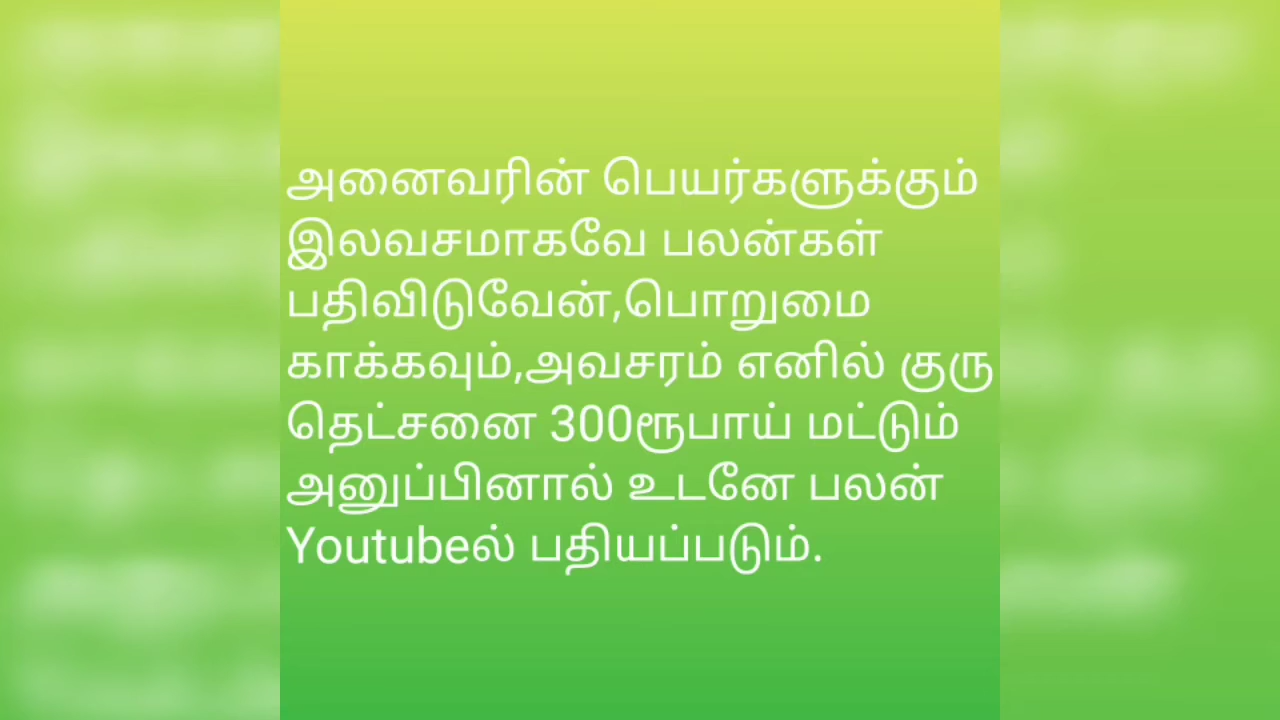 அனைவரின் பெயர்களுக்கும்
இலவசமாகவே பலன்கள்
பதிவிடுவேன்,பொறுமை
காக்கவும்,அவசரம் எனில் குரு
தெட்சனை 300ரூபாய் மட்டும்
அனுப்பினால் உடனே பலன்
Youtubeல் பதியப்படும்.